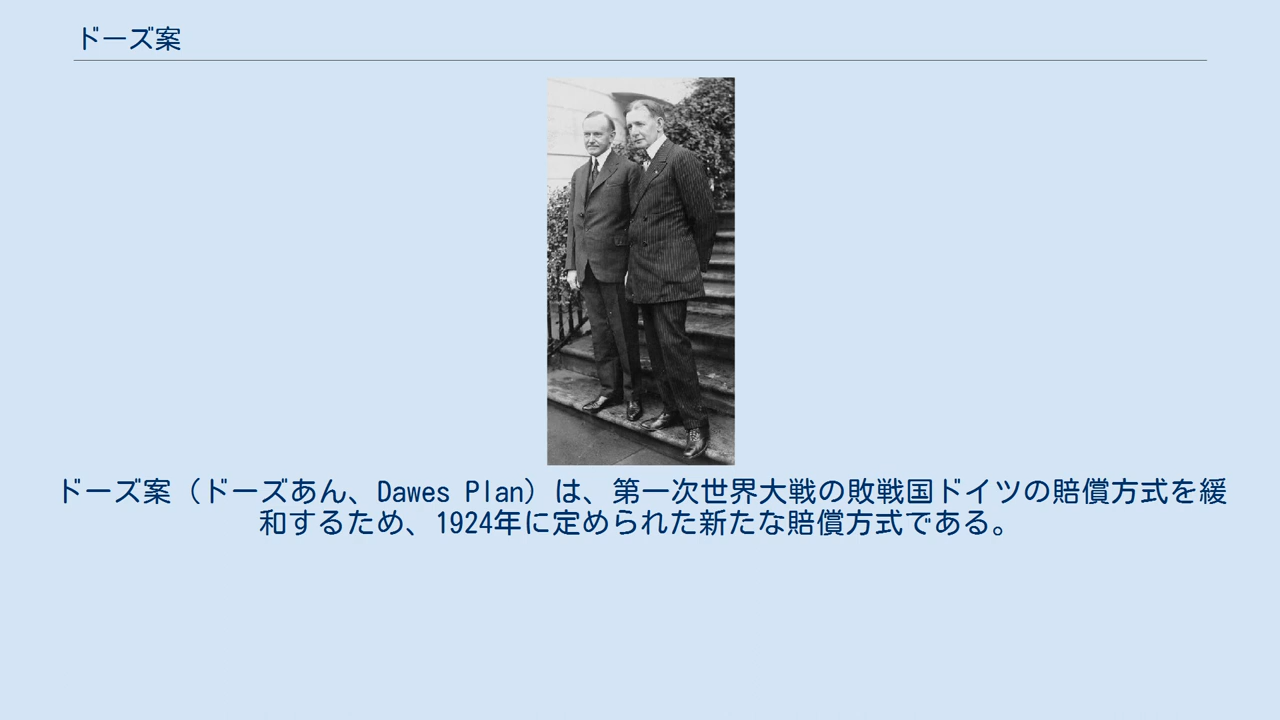 ドーズ案
ドーズ案（ドーズあん、Dawes Plan）は、第一次世界大戦の敗戦国ドイツの賠償方式を緩
和するため、1924年に定められた新たな賠償方式である。